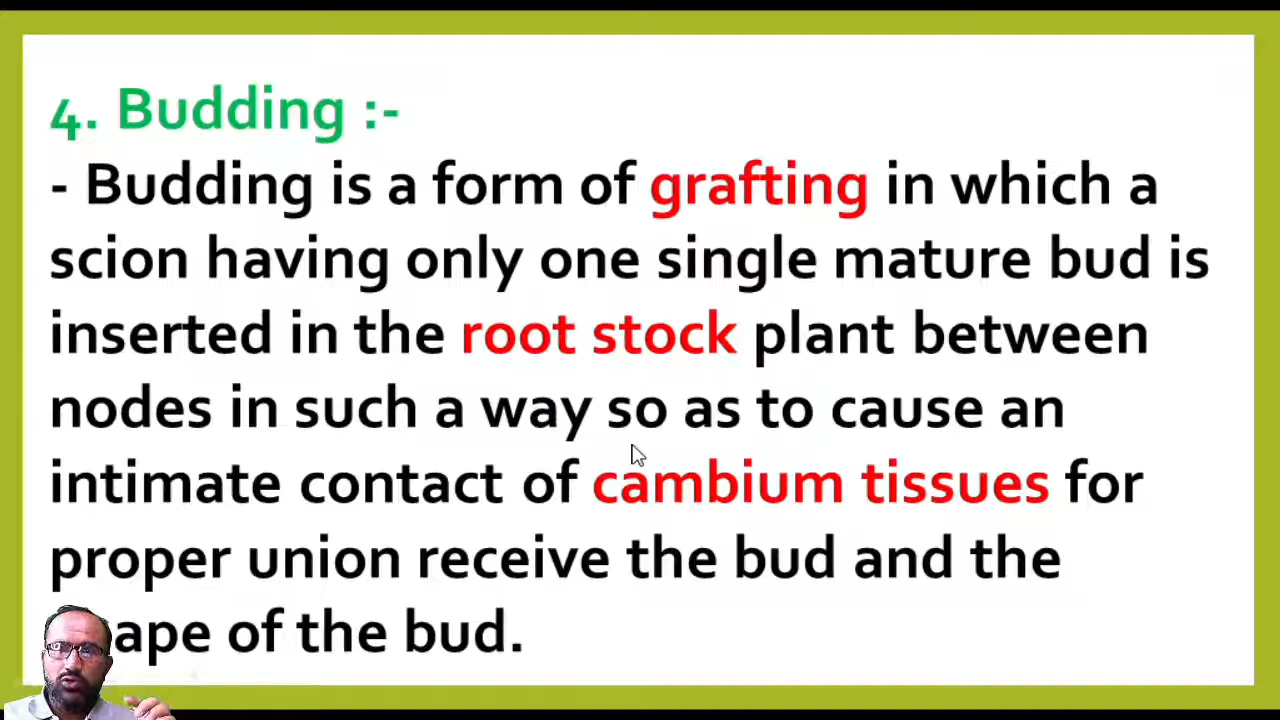 4. Budding :-
- Budding is a form of grafting in which a
scion having only one single mature bud is
inserted in the root stock plant between
nodes in such a way so as to cause an
intimate contact of cambium tissues for
proper union receive the bud and the
of the bud.